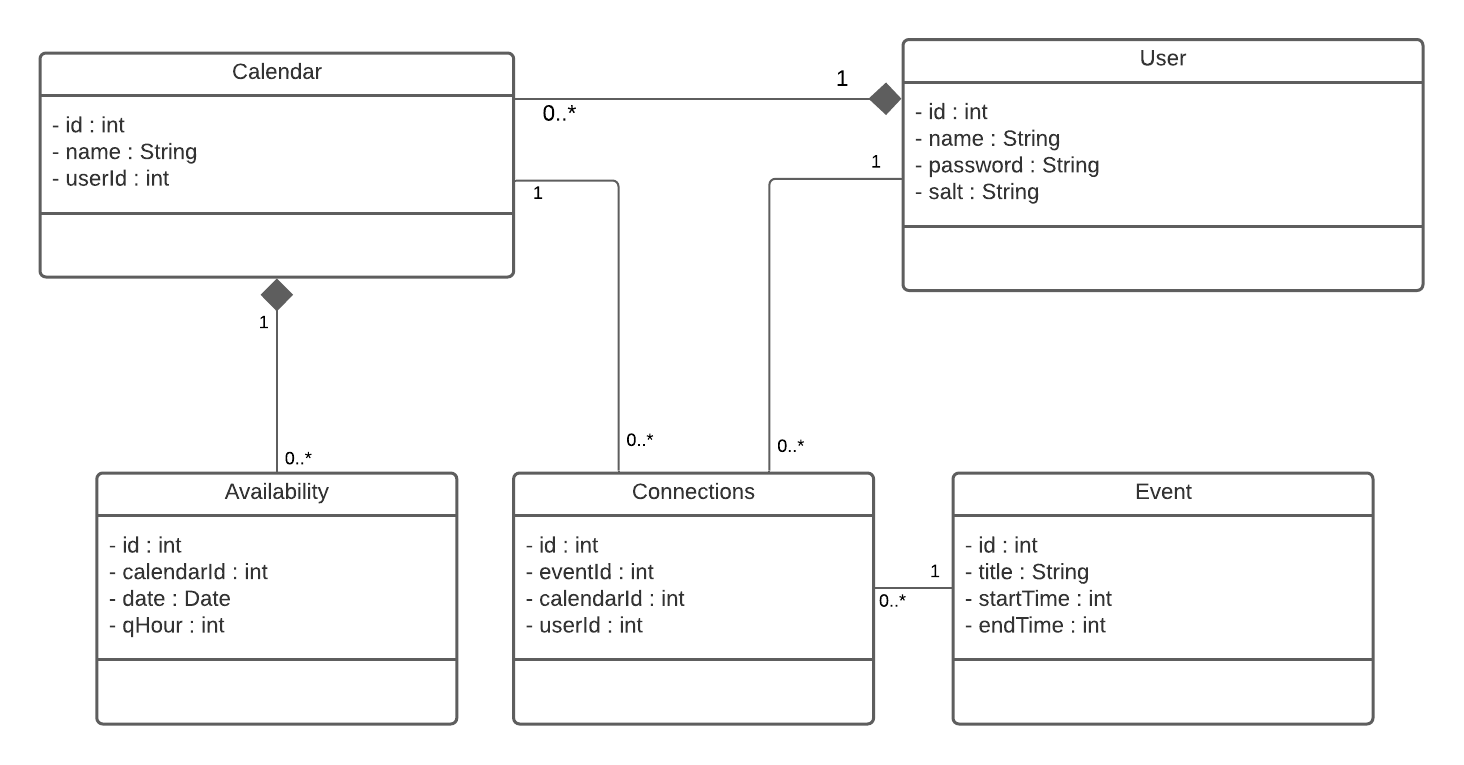 Calendar
- id : int
- name : String
- userId : int
1
0..*
User
- id : int
- name : String
- password : String
- salt : String
1
1
1
0..*
0..*
0..*
Availability
- id : int
- calendarId : int
- date : Date
- qHour : int
Connections
- id : int
- eventId : int
- calendarId : int
- userId : int
1
0..*
Event
- id : int
- title : String
- startTime : int
- endTime : int